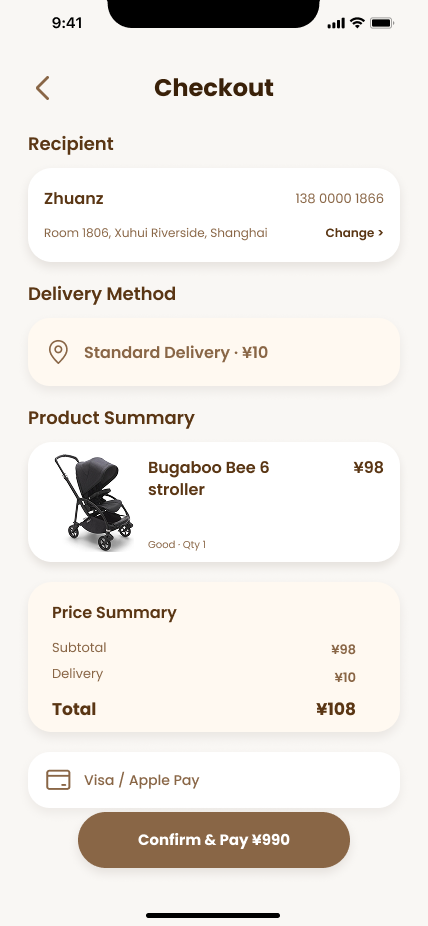 9:41
Checkout
Recipient
Zhuanz 138 0000 1866
Room 1806, Xuhui Riverside, Shanghai Change >
Delivery Method
Standard Delivery · ¥10
Product Summary
Bugaboo Bee 6 ¥98
stroller
Good · Qty 1
Price Summary
Subtotal ¥98
Delivery ¥10
Total ¥108
Visa / Apple Pay
Confirm & Pay ¥990